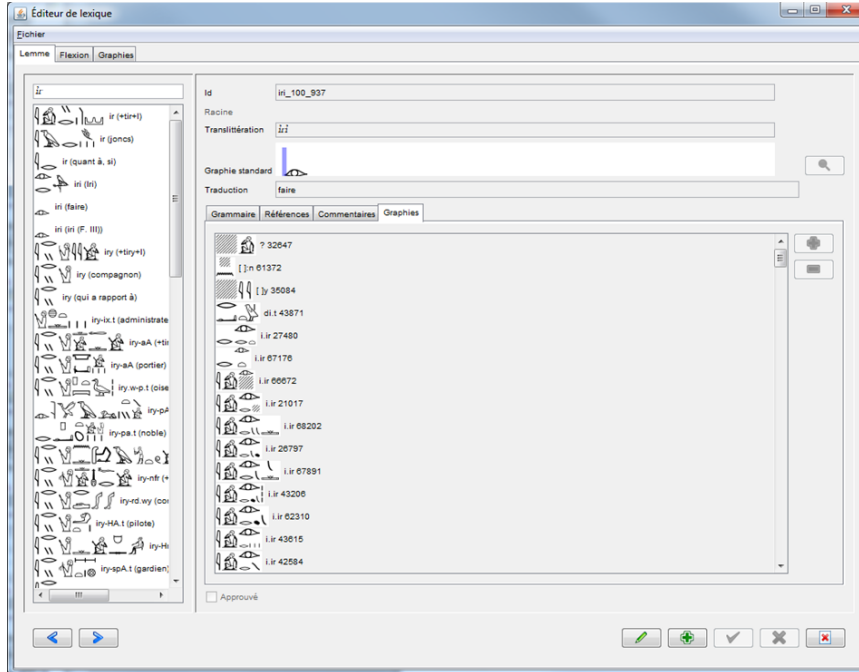 Éditeur de lexique
Fichier
Lemme Flexion Graphies
ir
ir (+tir+l)
ir (joncs)
ir (quant à, si)
iri (Iri)
iri (faire)
iri (iri (F. III))
iry (+tiry+l)
iry (compagnon)
iry (qui a rapport à)
iry-ix.t (administrate
iry-aA (+tir
iry-aA (portier)
iry.w-p.t (oise
iry-pA
iry-pa.t (noble)
iry-nfr (+
iry-rd.wy (cor
iry-HA.t (pilote)
iry-Hr
iry-spA.t (gardien)
Id iri_100_937
Racine
Translittération iri
Graphie standard
Traduction faire
Grammaire Références Commentaires Graphies
? 32647
[ ]:n 61372
[ ]y 35084
di.t 43871
i.ir 27480
i.ir 67176
i.ir 66672
i.ir 21017
i.ir 68202
i.ir 26797
i.ir 67891
i.ir 43206
i.ir 62310
i.ir 43615
i.ir 42584
Approuvé